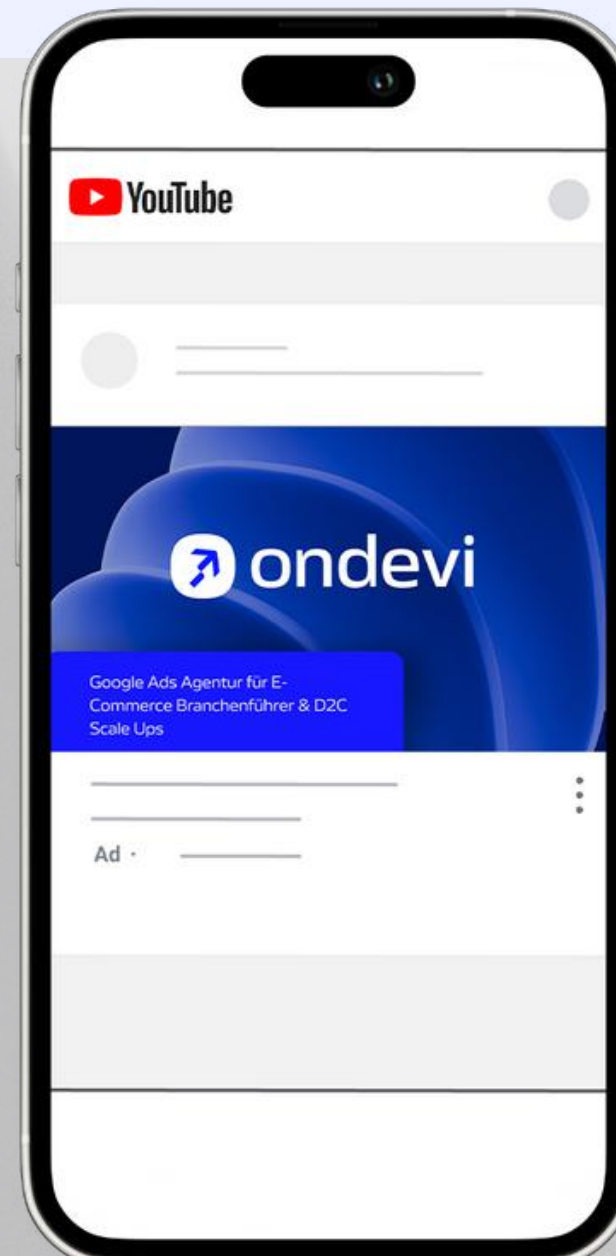 YouTube
ondevi
Google Ads Agentur für E-
Commerce Branchenführer & D2C
Scale Ups
Ad ·